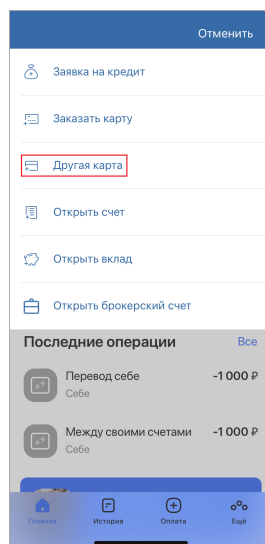 Отменить
Заявка на кредит
Заказать карту
Другая карта
Открыть счет
Открыть вклад
Открыть брокерский счет
Последние операции
Все
Перевод себе
-1 000 ₽
Себе
Между своими счетами
-1 000 ₽
Себе
Главная
История
Оплата
Ещё